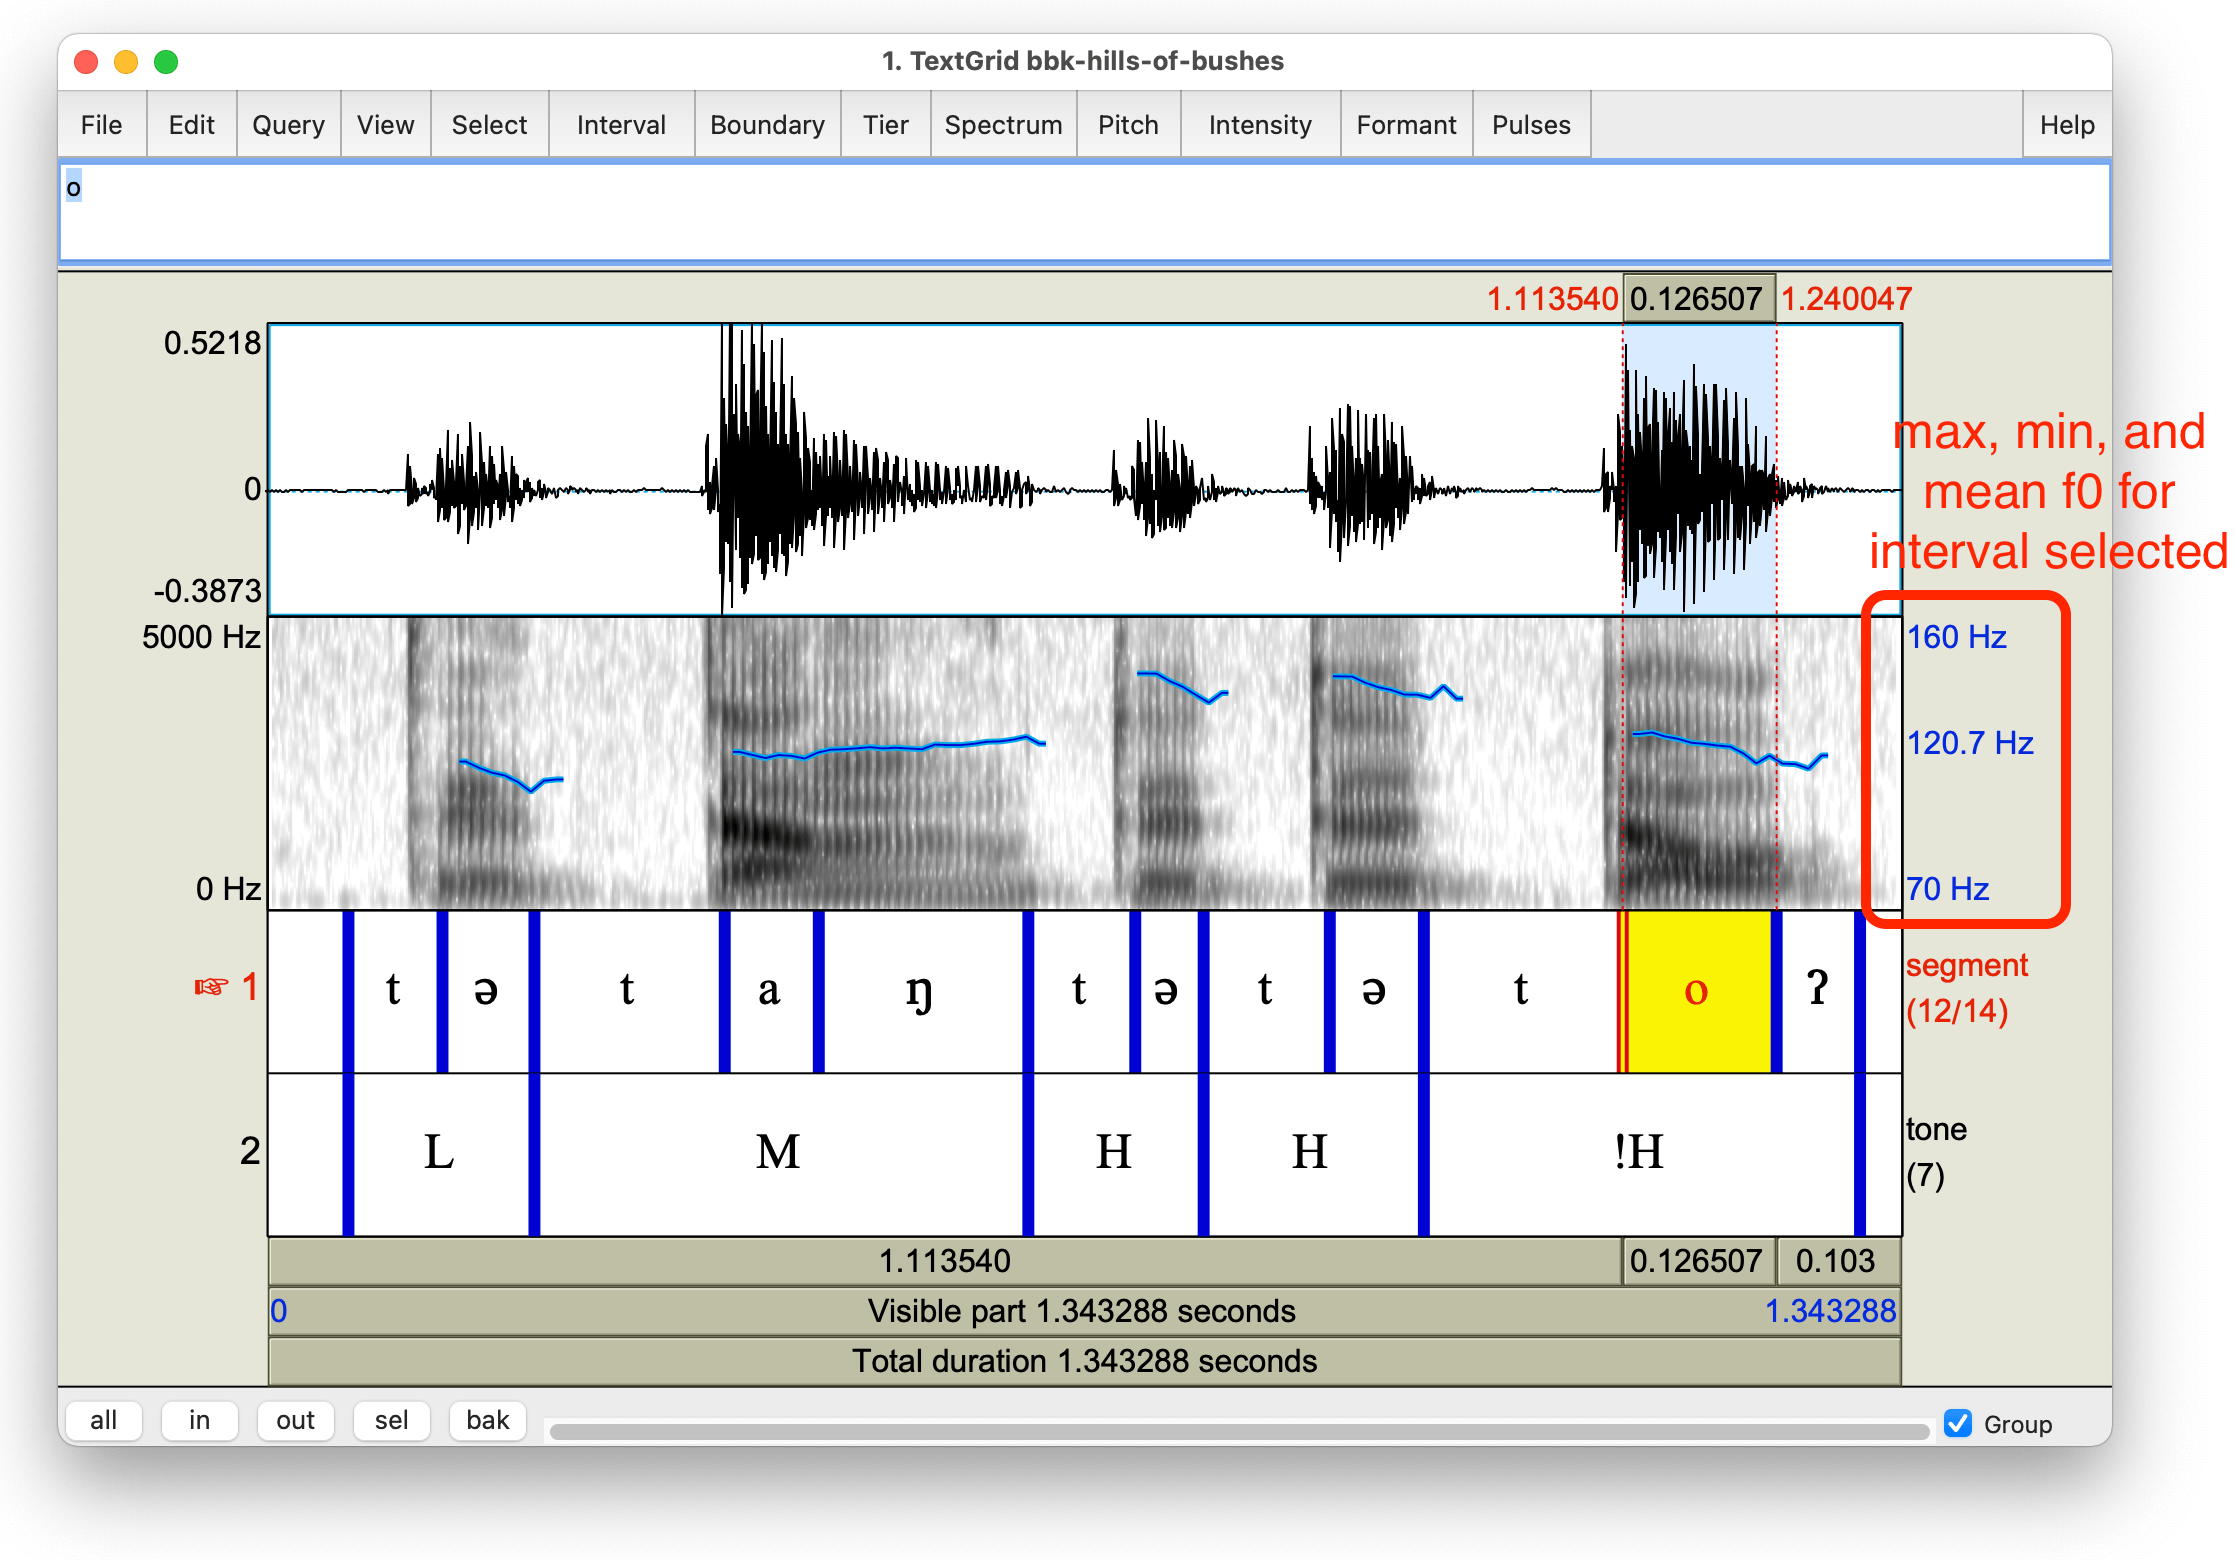 1. TextGrid bbk-hills-of-bushes
File Edit Query View Select Interval Boundary Tier Spectrum Pitch Intensity Formant Pulses Help
o
1.113540 0.126507 1.240047
0.5218
0
-0.3873
max, min, and
mean f0 for
interval selected
5000 Hz
0 Hz
160 Hz
120.7 Hz
70 Hz
☞ 1 t ə t a ŋ t ə t ə t o ʔ segment
(12/14)
2 L M H H !H tone
(7)
1.113540 0.126507 0.103
0 Visible part 1.343288 seconds 1.343288
Total duration 1.343288 seconds
all in out sel bak Group